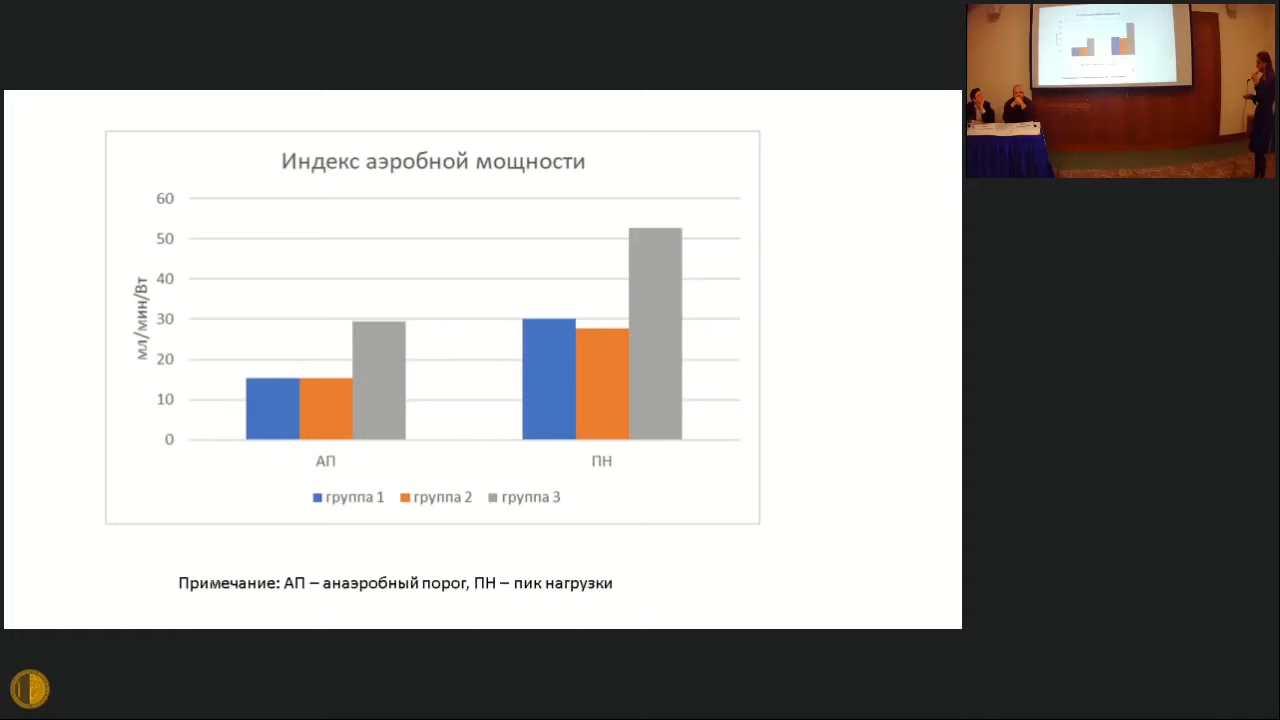 Индекс аэробной мощности
60
50
40
30
20
10
0
мл/мин/Вт
АП ПН
группа 1 группа 2 группа 3
Примечание: АП – анаэробный порог, ПН – пик нагрузки